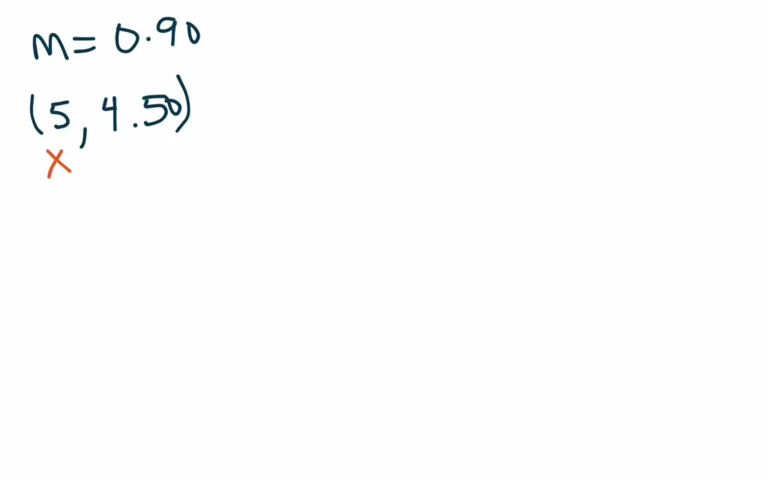 m = 0.90
(5, 4.50)
x